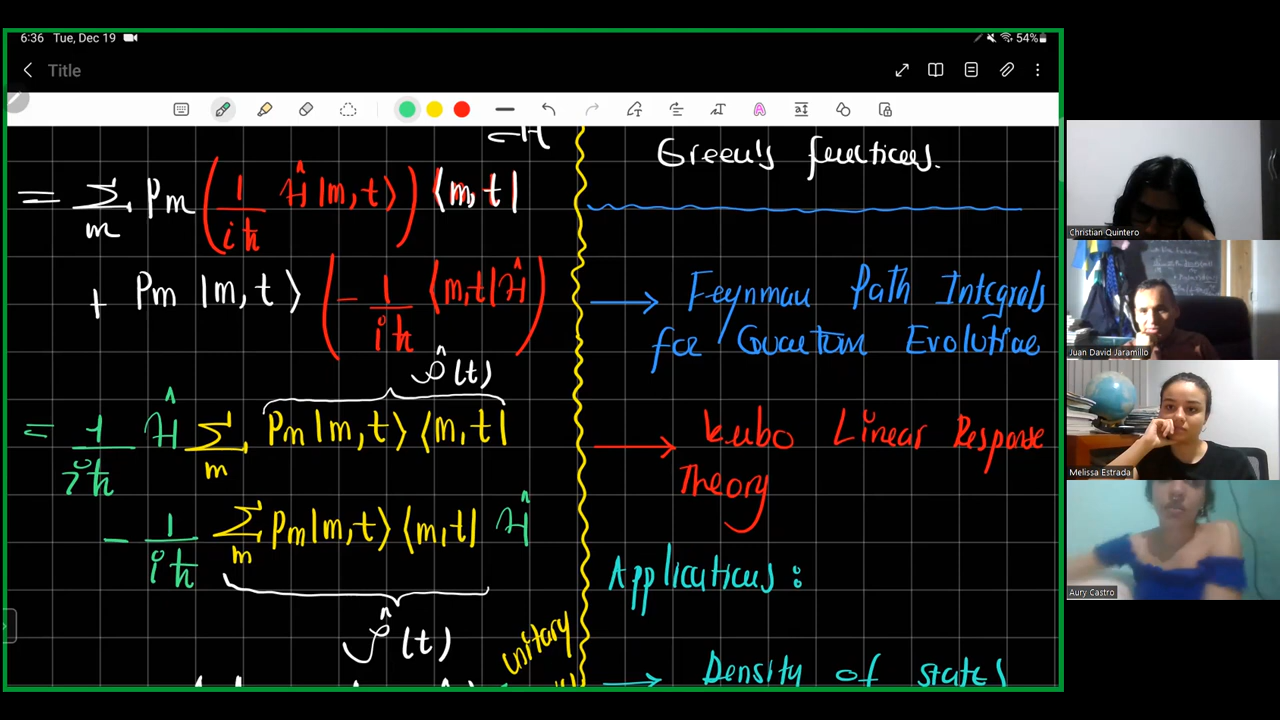 6:36 Tue, Dec 19
54%
Title
= Σ_m Pm (1/iħ Ĥ |m,t⟩) ⟨m,t|
+ Pm |m,t⟩ (- 1/iħ ⟨m,t|Ĥ)
ρ̂(t)
= 1/iħ Ĥ Σ_m Pm |m,t⟩⟨m,t|
- 1/iħ Σ_m Pm |m,t⟩⟨m,t| Ĥ
ρ̂(t)
unitary
Green's functions.
→ Feynman Path Integrals
for Quantum Evolution
→ Kubo Linear Response
Theory
Applications:
→ Density of states
Christian Quintero
Juan David Jaramillo
Melissa Estrada
Aury Castro